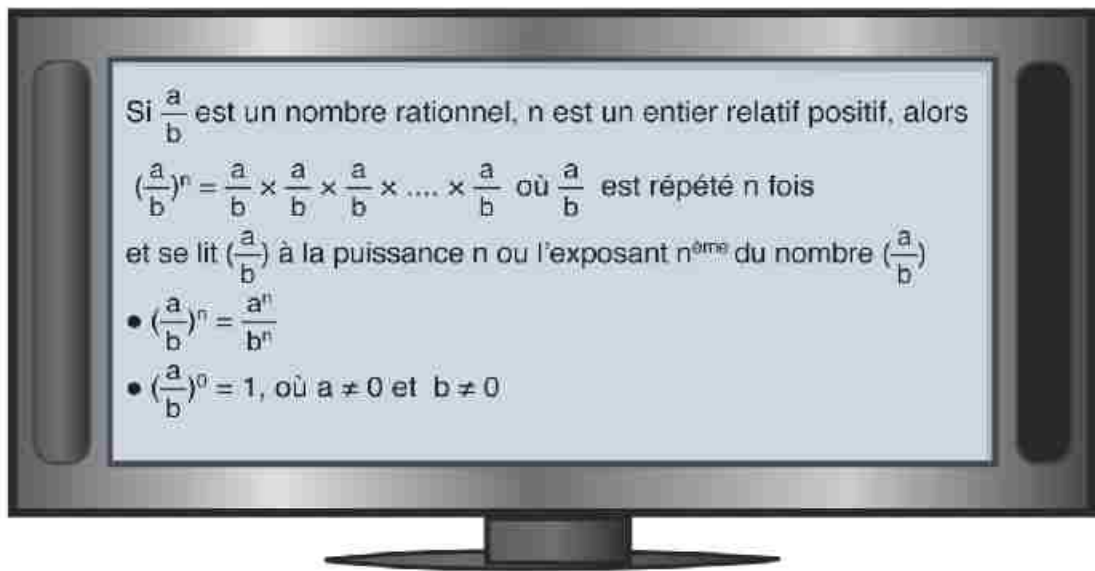 Si a/b est un nombre rationnel, n est un entier relatif positif, alors
(a/b)ⁿ = a/b × a/b × a/b × .... × a/b où a/b est répété n fois
et se lit (a/b) à la puissance n ou l'exposant nᵉ̀ᵐᵉ du nombre (a/b)
• (a/b)ⁿ = aⁿ/bⁿ
• (a/b)⁰ = 1, où a ≠ 0 et b ≠ 0